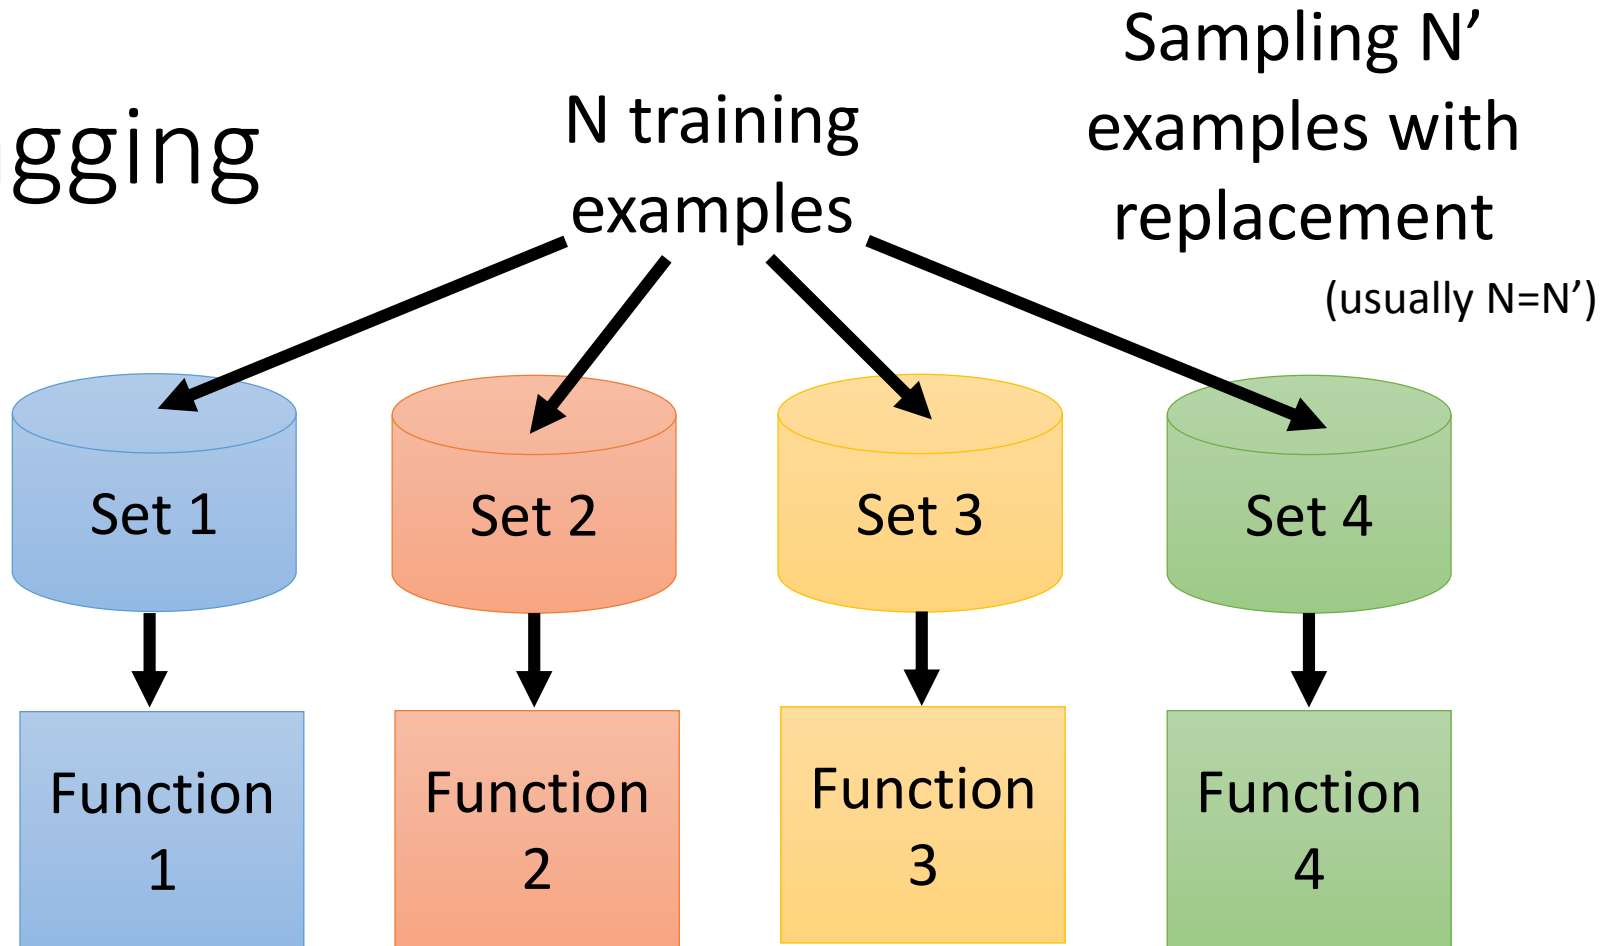 gging
N training
examples
Sampling N’
examples with
replacement
(usually N=N’)
Set 1
Set 2
Set 3
Set 4
Function
1
Function
2
Function
3
Function
4